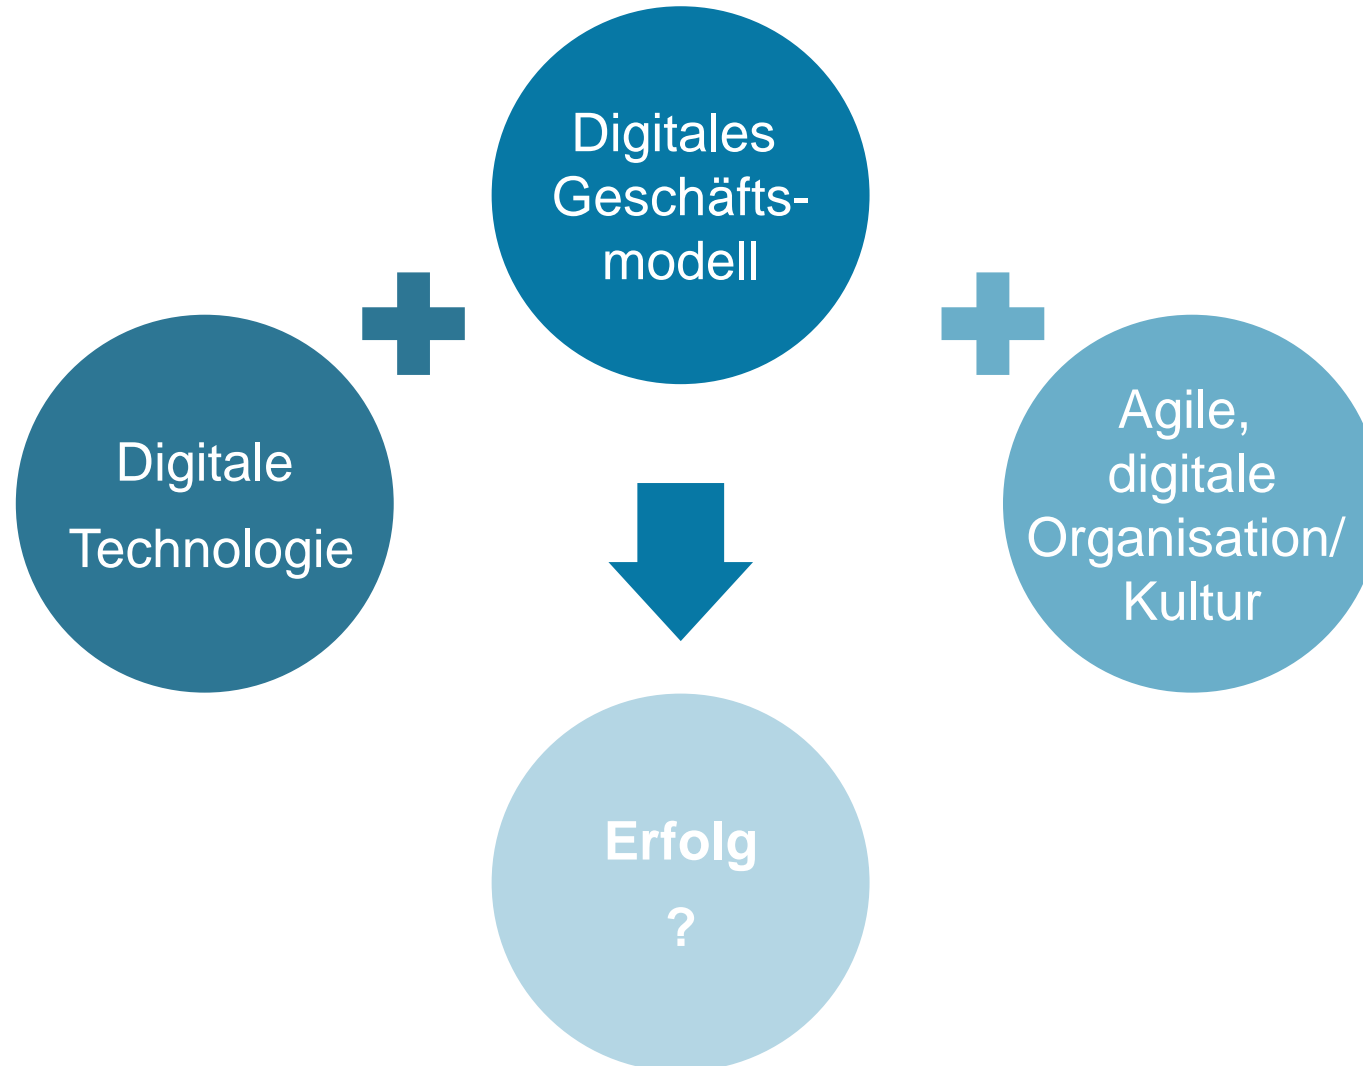 Digitales
Geschäfts-
modell
Digitale
Technologie
Agile,
digitale
Organisation/
Kultur
Erfolg
?